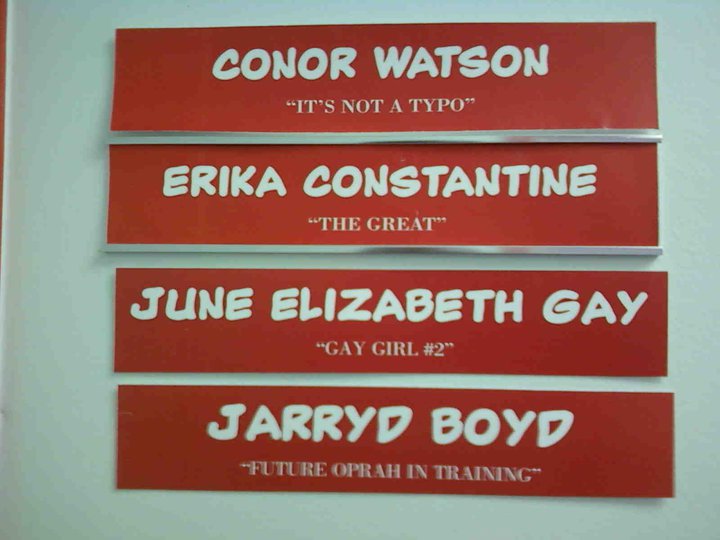 CONOR WATSON
“IT'S NOT A TYPO”
ERIKA CONSTANTINE
“THE GREAT”
JUNE ELIZABETH GAY
“GAY GIRL #2”
JARRYD BOYD
“FUTURE OPRAH IN TRAINING”